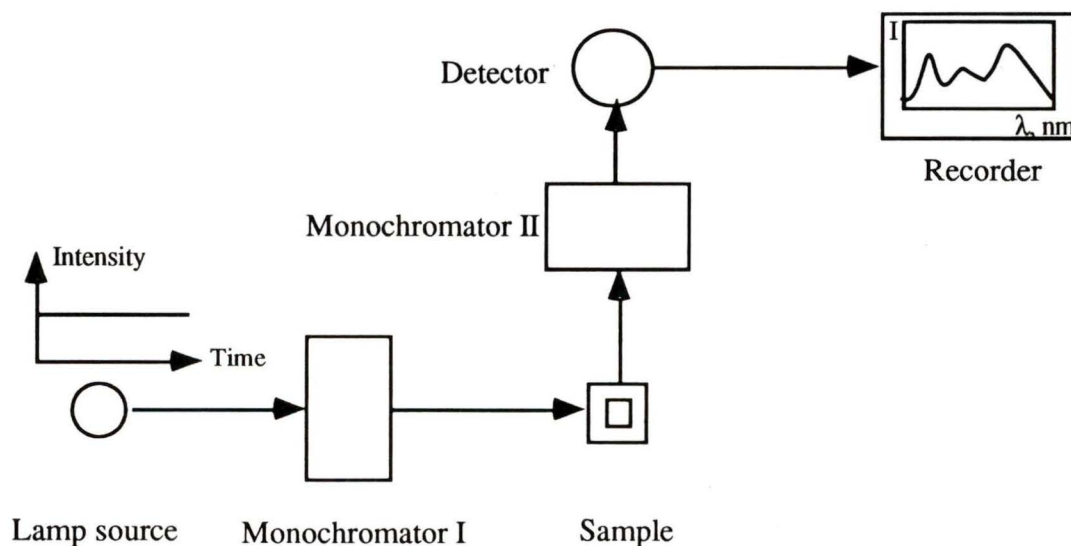 Detector
I
λ, nm
Recorder
Monochromator II
Intensity
Time
Lamp source
Monochromator I
Sample